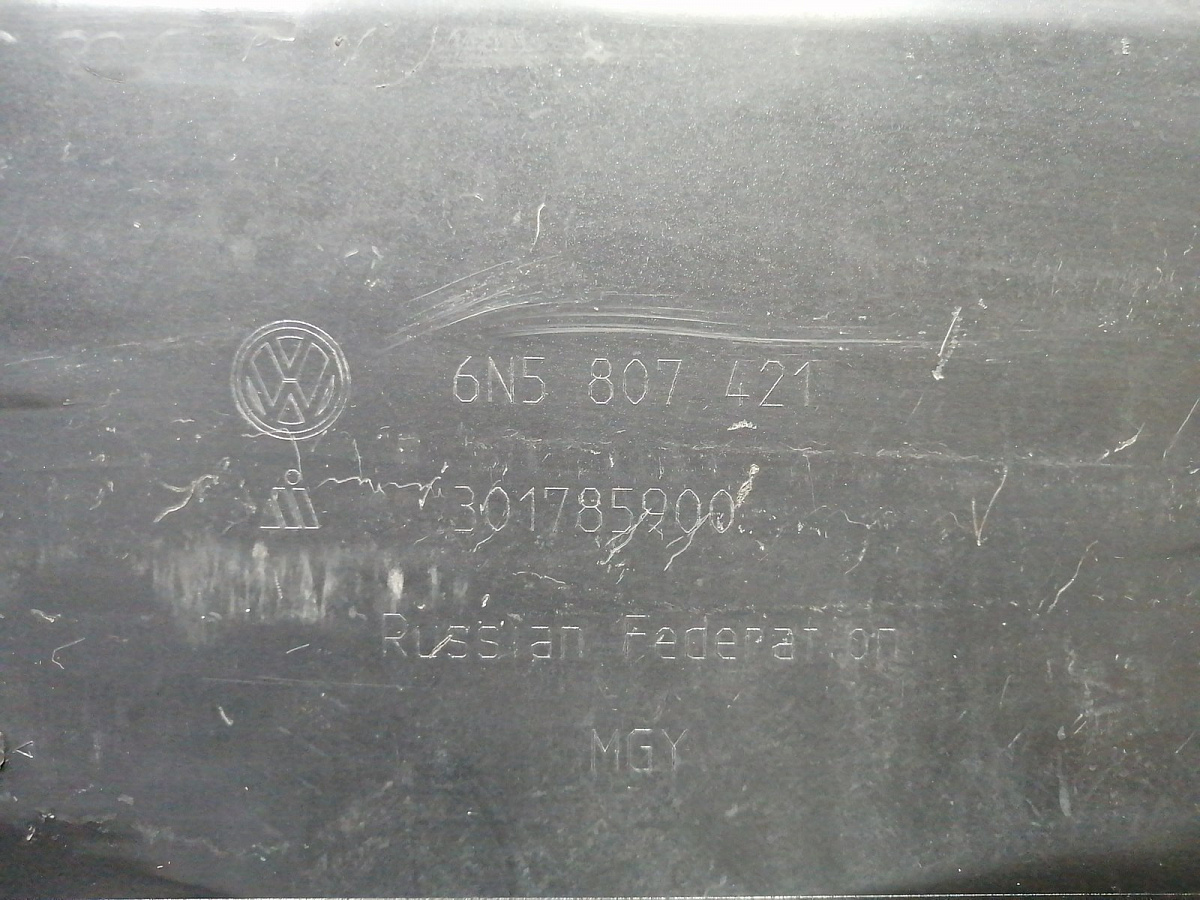 6N5 807 421
301785900
Russian Federation
MGY